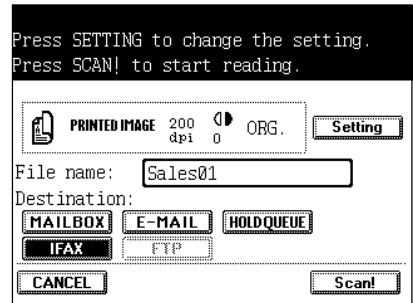 Press SETTING to change the setting.
Press SCAN! to start reading.
PRINTED IMAGE 200 dpi 0 ORG. Setting
File name: Sales01
Destination:
MAILBOX E-MAIL HOLDQUEUE
IFAX FTP
CANCEL Scan!